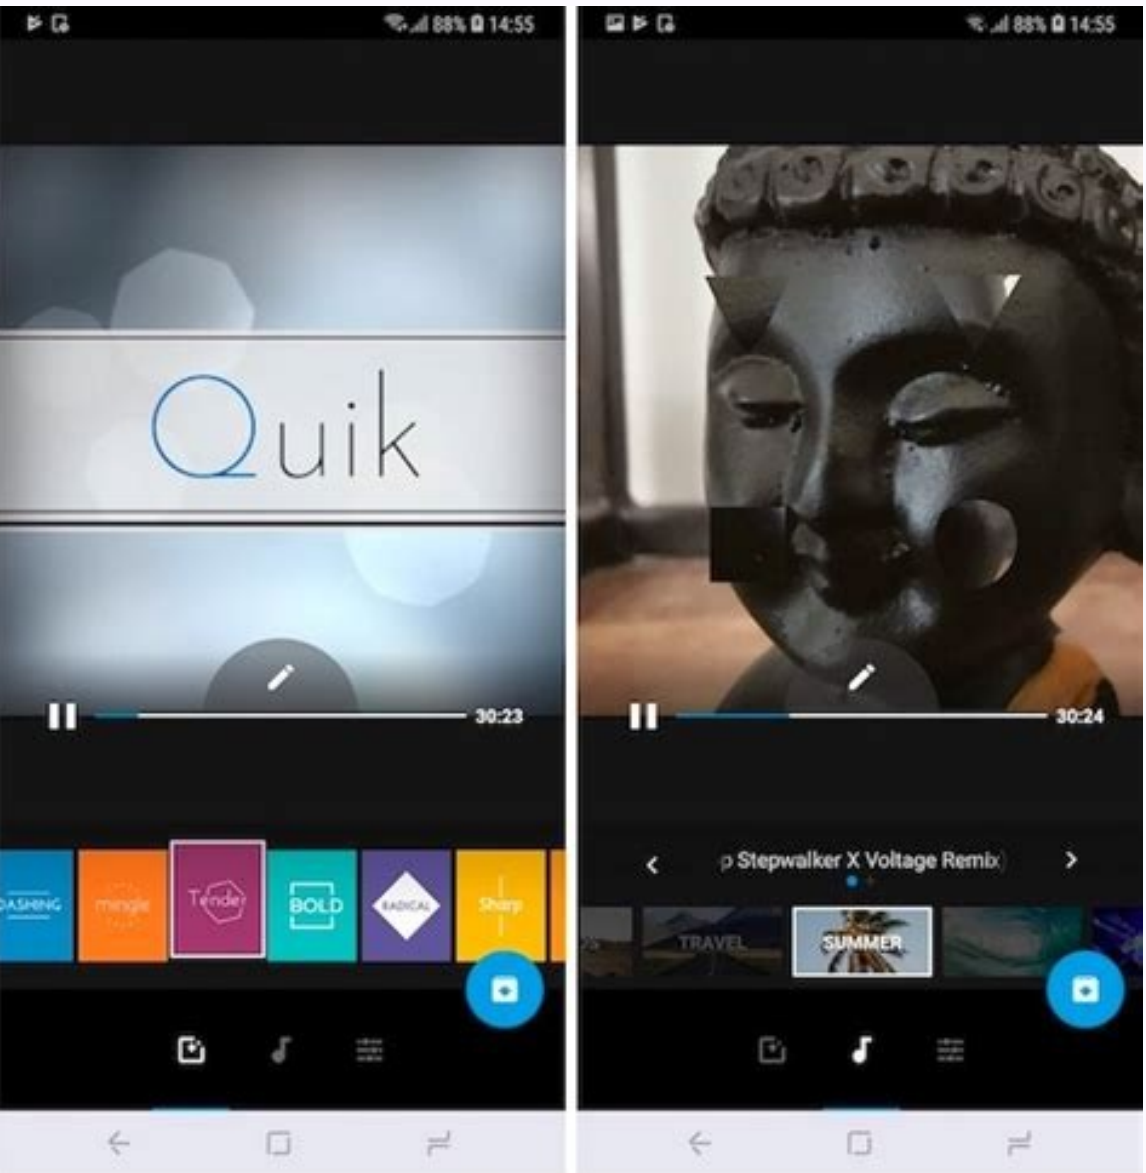 88% 14:55
Quik
30:23
DASHING
mingle
Tender
BOLD
RADICAL
Sharp
88% 14:55
30:24
p Stepwalker X Voltage Remix
TRAVEL
SUMMER